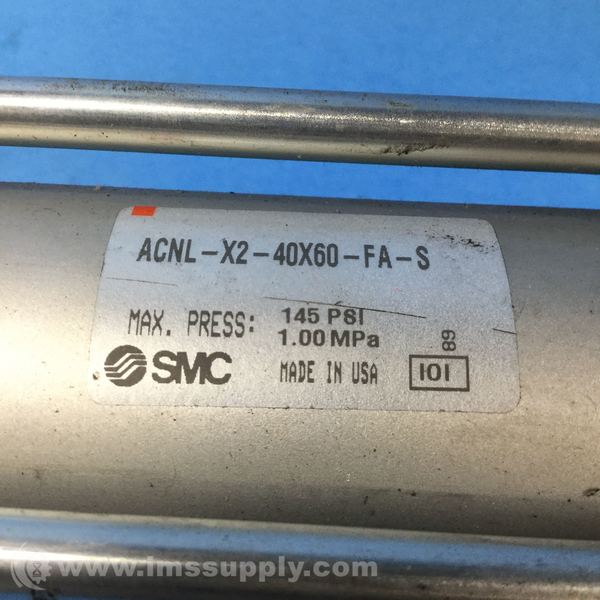 ACNL-X2-40X60-FA-S
MAX. PRESS: 145 PSI
1.00 MPa
SMC MADE IN USA IOI 89
www.imssupply.com